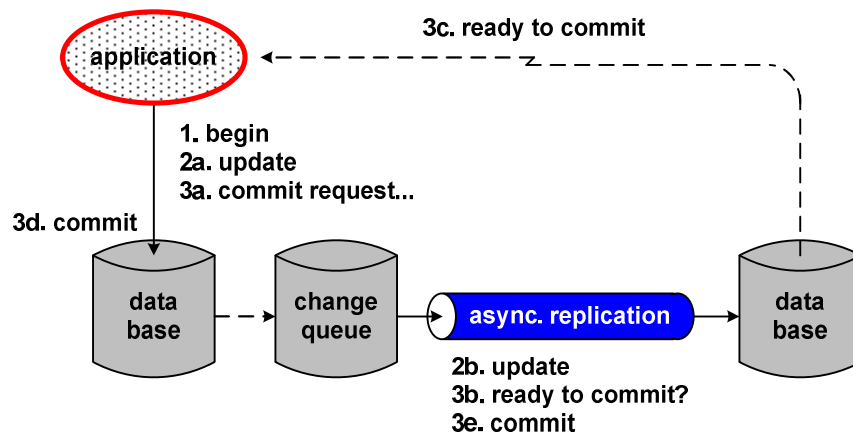 3c. ready to commit
application
1. begin
2a. update
3a. commit request...
3d. commit
data
base
change
queue
async. replication
data
base
2b. update
3b. ready to commit?
3e. commit